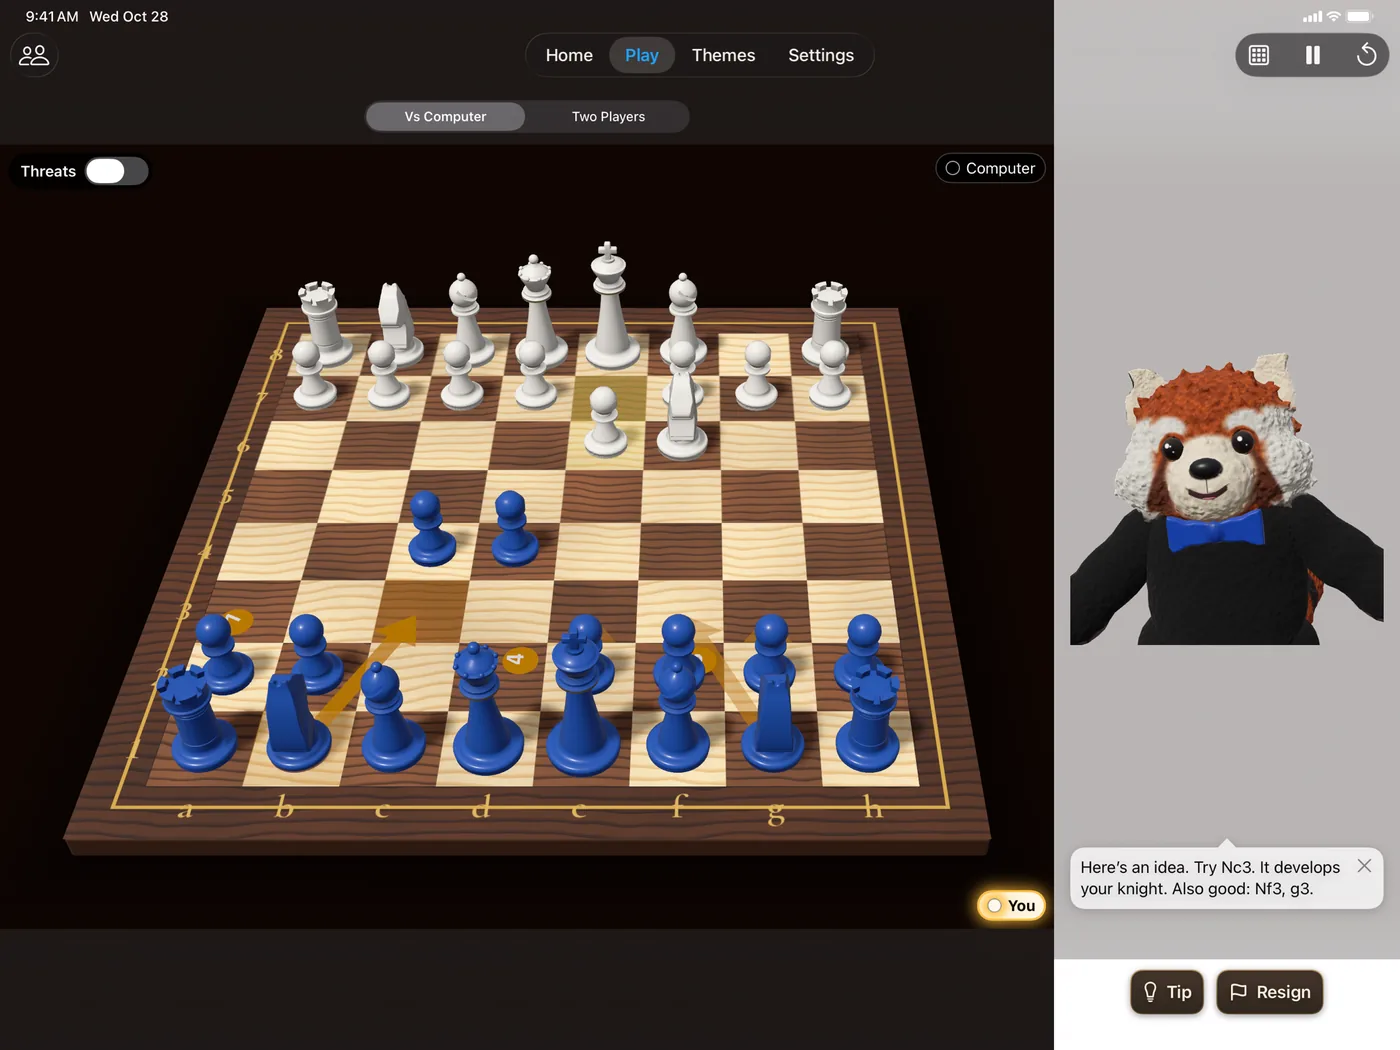 9:41 AM Wed Oct 28
Home Play Themes Settings
Vs Computer Two Players
Threats
Computer
8
7
6
5
4
3
2
1
1
4
a b c d e f g h
You
Here's an idea. Try Nc3. It develops
your knight. Also good: Nf3, g3.
Tip Resign